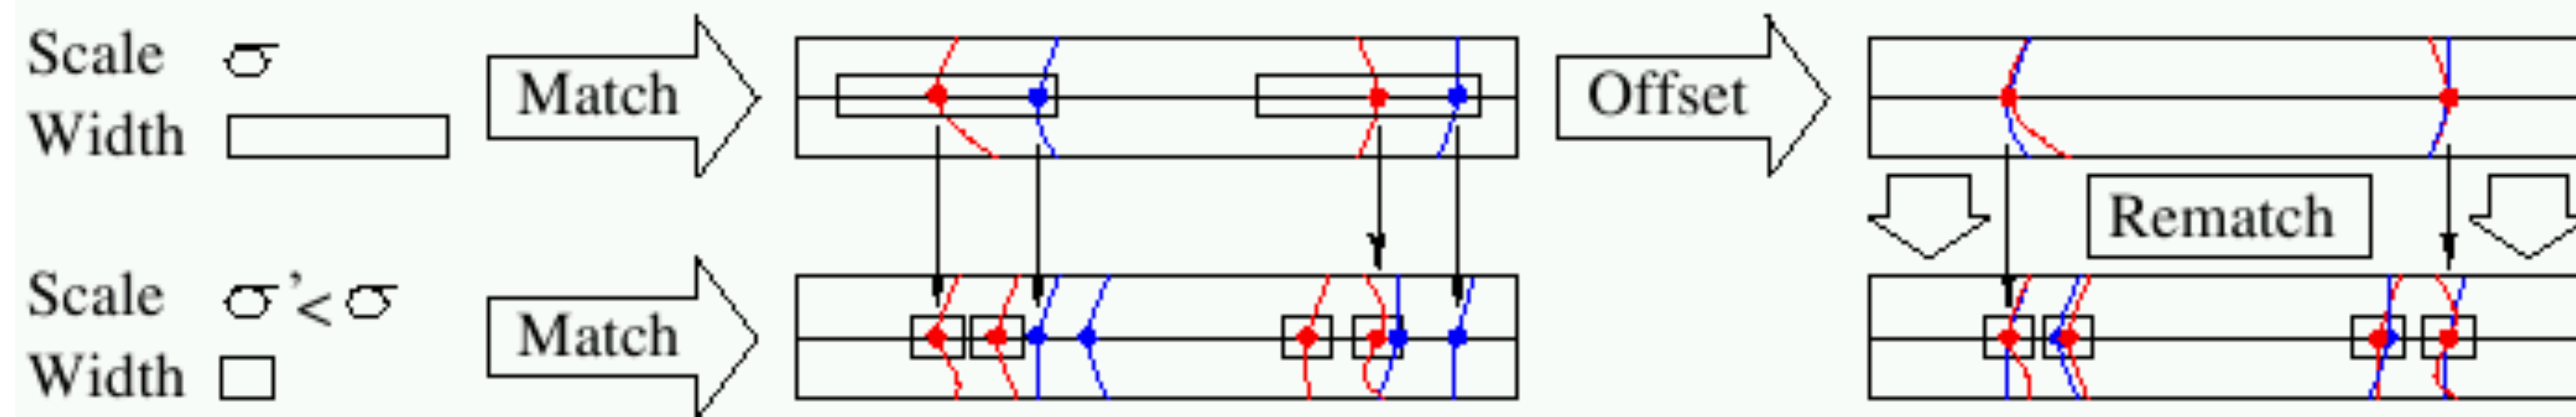 Scale σ
Match
Offset
Width
Rematch
Scale σ'<σ
Match
Width